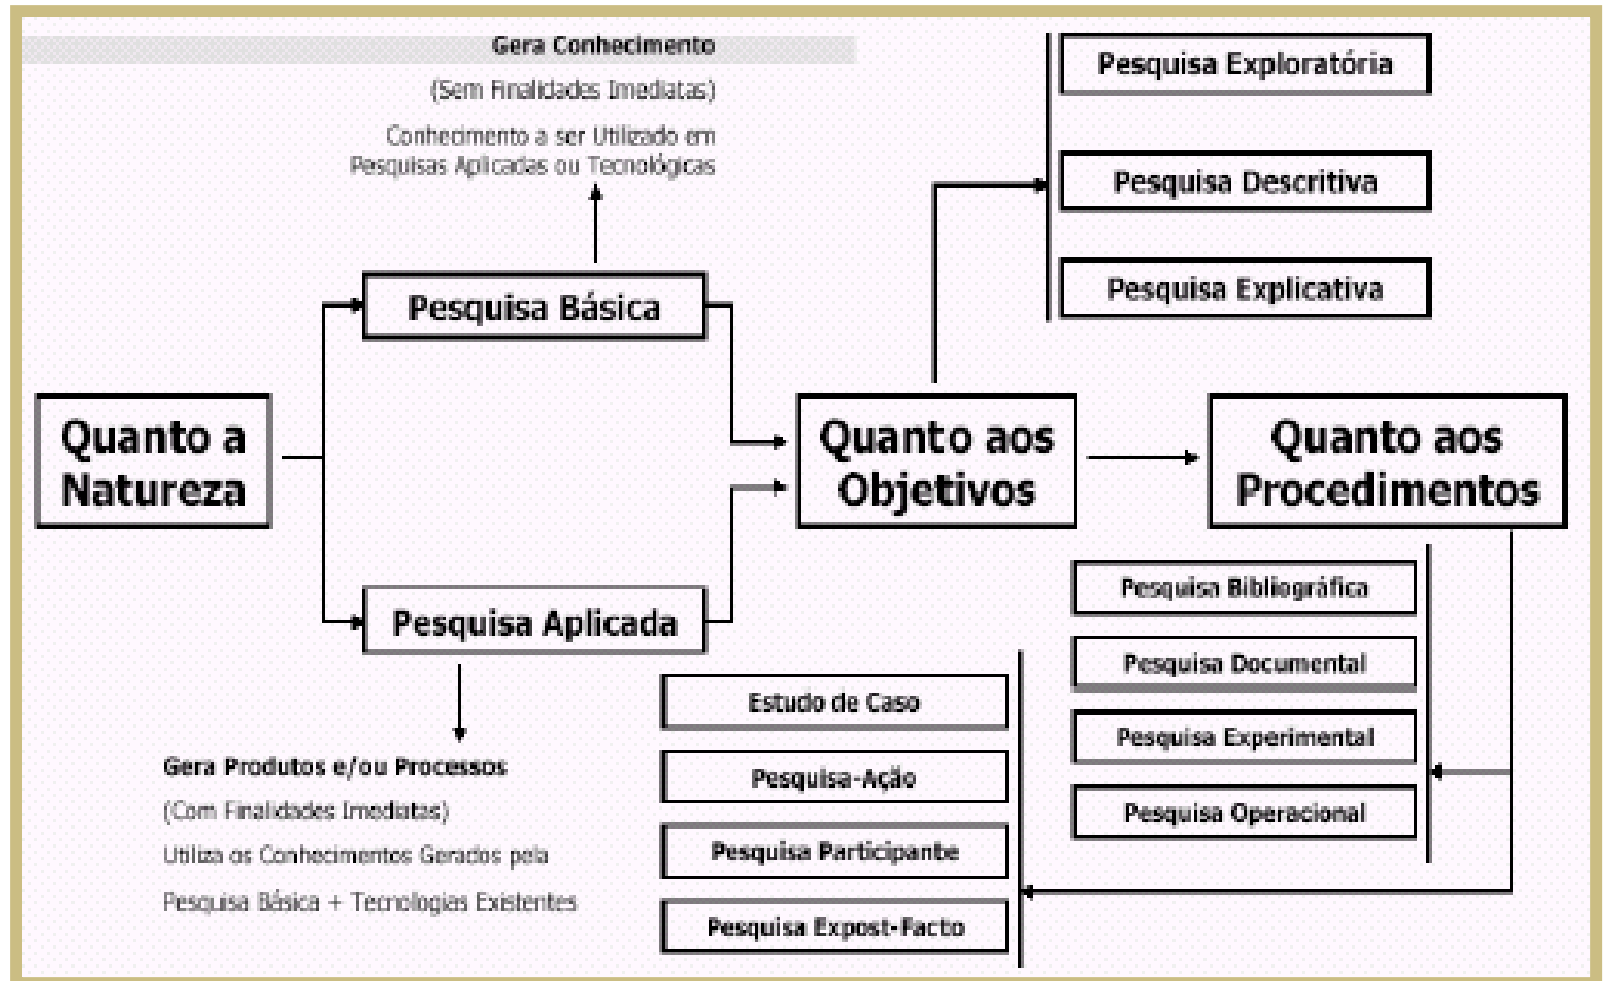 Gera Conhecimento
(Sem Finalidades Imediatas)
Conhecimento a ser Utilizado em
Pesquisas Aplicadas ou Tecnológicas
Pesquisa Exploratória
Pesquisa Descritiva
Pesquisa Explicativa
Pesquisa Básica
Quanto a
Natureza
Quanto aos
Objetivos
Quanto aos
Procedimentos
Pesquisa Aplicada
Gera Produtos e/ou Processos
(Com Finalidades Imediatas)
Utiliza os Conhecimentos Gerados pela
Pesquisa Básica + Tecnologias Existentes
Pesquisa Bibliográfica
Pesquisa Documental
Pesquisa Experimental
Pesquisa Operacional
Estudo de Caso
Pesquisa-Ação
Pesquisa Participante
Pesquisa Expost-Facto